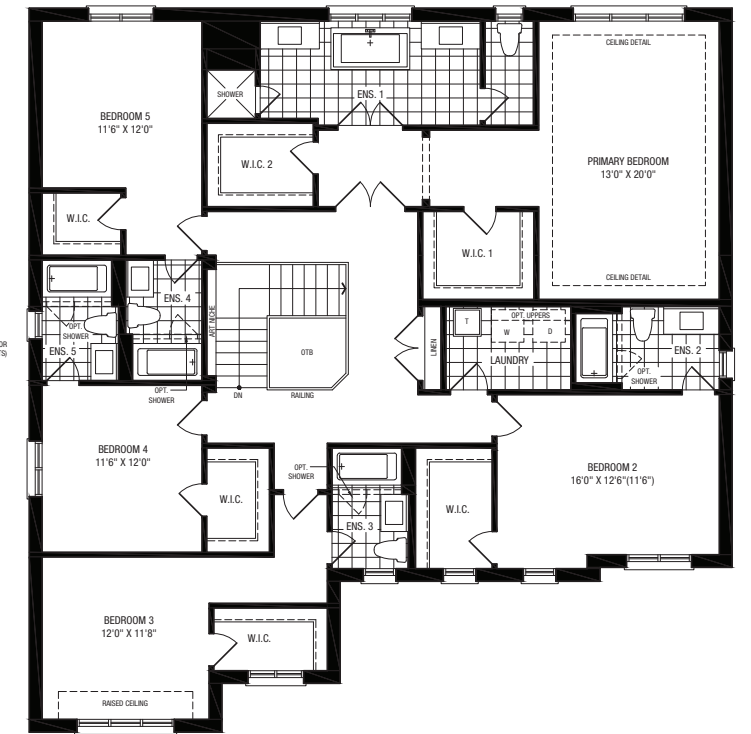 CEILING DETAIL
BEDROOM 5
11'6" X 12'0"
SHOWER
ENS. 1
W.I.C. 2
PRIMARY BEDROOM
13'0" X 20'0"
W.I.C.
W.I.C. 1
CEILING DETAIL
ENS. 4
ART NICHE
OPT. UPPERS
T
W
D
OPT.
SHOWER
ENS. 5
OTB
LINEN
LAUNDRY
ENS. 2
OPT.
SHOWER
OPT.
SHOWER
DN
RAILING
BEDROOM 4
11'6" X 12'0"
OPT.
SHOWER
BEDROOM 2
16'0" X 12'6"(11'6")
W.I.C.
W.I.C.
ENS. 3
BEDROOM 3
12'0" X 11'8"
W.I.C.
RAISED CEILING